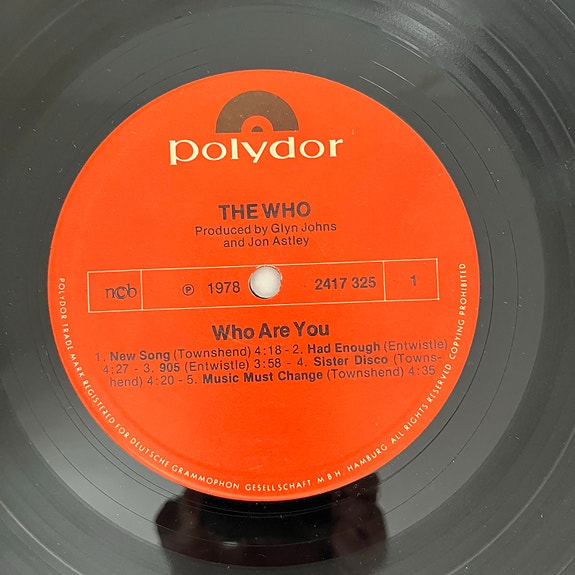 polydor
THE WHO
Produced by Glyn Johns
and Jon Astley
ncb ℗ 1978 2417 325 1
Who Are You
1. New Song (Townshend) 4:18 - 2. Had Enough (Entwistle)
4:27 - 3. 905 (Entwistle) 3:58 - 4. Sister Disco (Towns-
hend) 4:20 - 5. Music Must Change (Townshend) 4:35
POLYDOR TRADE MARK REGISTERED FOR DEUTSCHE GRAMMOPHON GESELLSCHAFT M B H, HAMBURG ALL RIGHTS RESERVED COPYING PROHIBITED